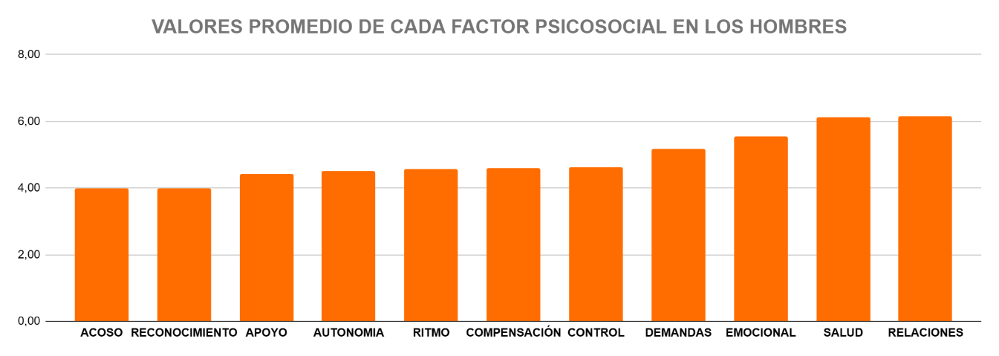 VALORES PROMEDIO DE CADA FACTOR PSICOSOCIAL EN LOS HOMBRES
8,00
6,00
4,00
2,00
0,00
ACOSO RECONOCIMIENTO APOYO AUTONOMIA RITMO COMPENSACIÓN CONTROL DEMANDAS EMOCIONAL SALUD RELACIONES